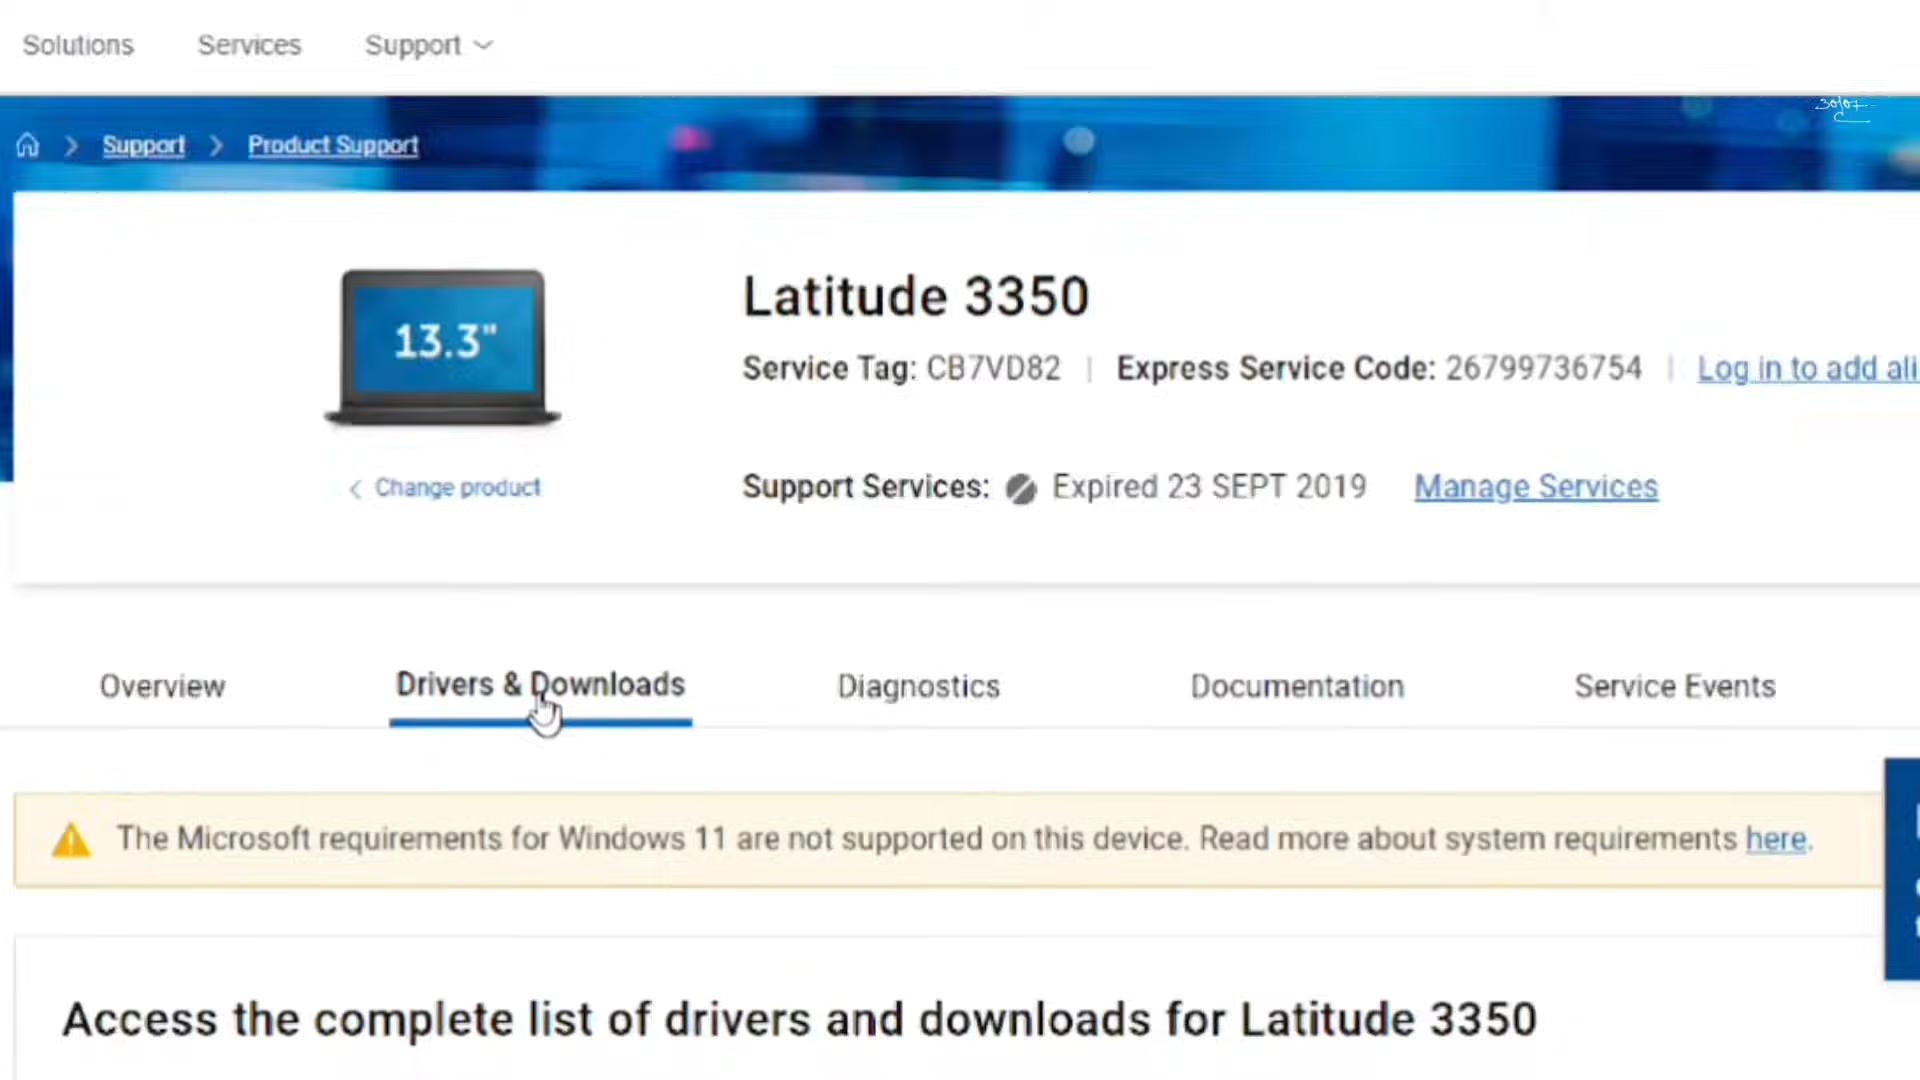 Solutions Services Support
Support Product Support
13.3"
Latitude 3350
Service Tag: CB7VD82 | Express Service Code: 26799736754 | Log in to add ali
Change product
Support Services: Expired 23 SEPT 2019 Manage Services
Overview Drivers & Downloads Diagnostics Documentation Service Events
The Microsoft requirements for Windows 11 are not supported on this device. Read more about system requirements here.
Access the complete list of drivers and downloads for Latitude 3350